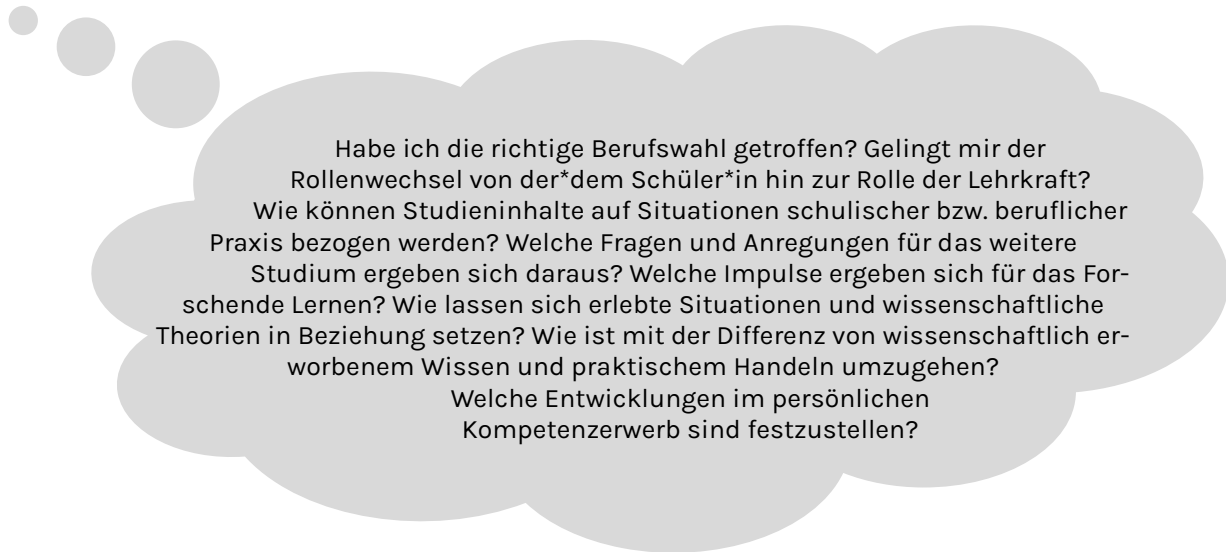 Habe ich die richtige Berufswahl getroffen? Gelingt mir der
Rollenwechsel von der*dem Schüler*in hin zur Rolle der Lehrkraft?
Wie können Studieninhalte auf Situationen schulischer bzw. beruflicher
Praxis bezogen werden? Welche Fragen und Anregungen für das weitere
Studium ergeben sich daraus? Welche Impulse ergeben sich für das For-
schende Lernen? Wie lassen sich erlebte Situationen und wissenschaftliche
Theorien in Beziehung setzen? Wie ist mit der Differenz von wissenschaftlich er-
worbenem Wissen und praktischem Handeln umzugehen?
Welche Entwicklungen im persönlichen
Kompetenzerwerb sind festzustellen?